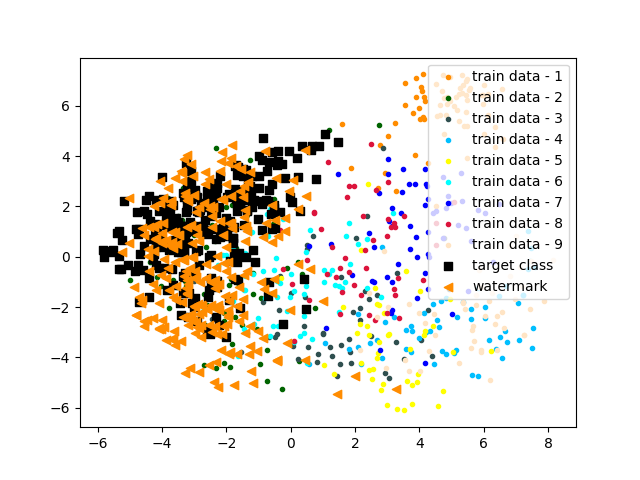 6
4
2
0
−2
−4
−6
−6
−4
−2
0
2
4
6
8
train data - 1
train data - 2
train data - 3
train data - 4
train data - 5
train data - 6
train data - 7
train data - 8
train data - 9
target class
watermark